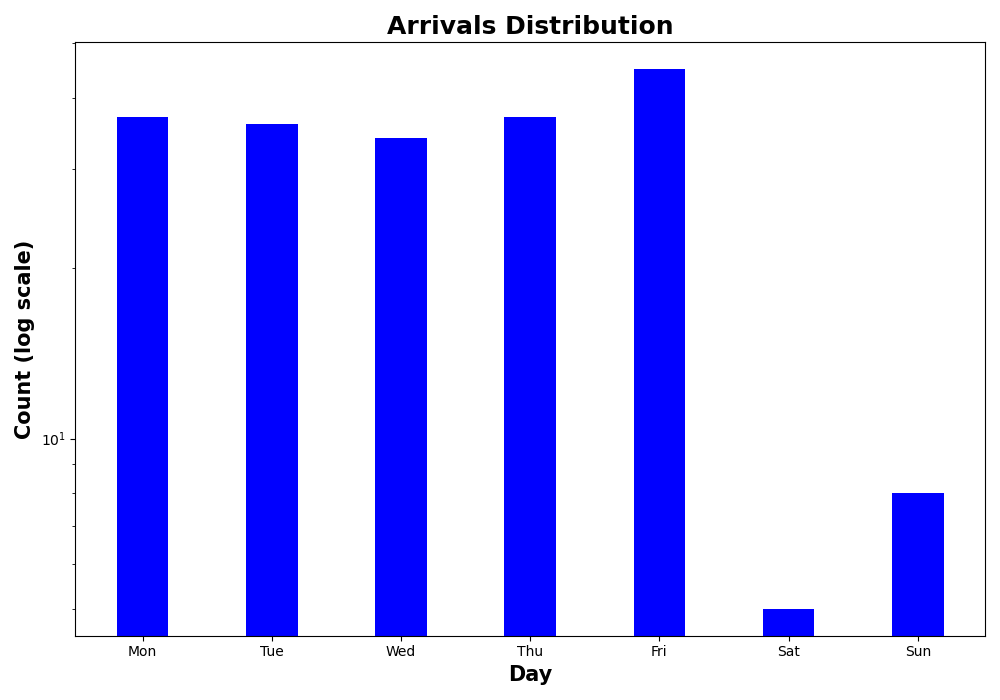 Arrivals Distribution
Count (log scale)
10¹
Mon Tue Wed Thu Fri Sat Sun
Day